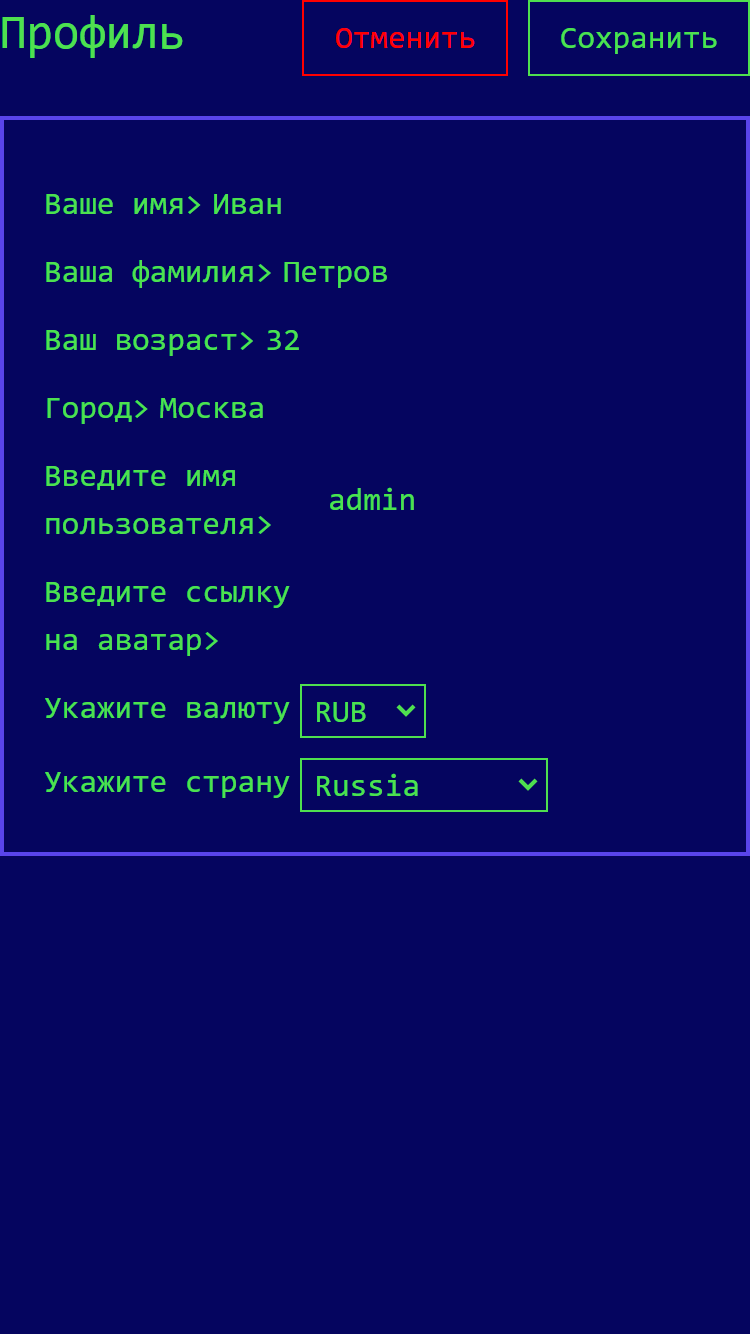 Профиль
Отменить
Сохранить
Ваше имя> Иван
Ваша фамилия> Петров
Ваш возраст> 32
Город> Москва
Введите имя
пользователя>
admin
Введите ссылку
на аватар>
Укажите валюту RUB
Укажите страну Russia